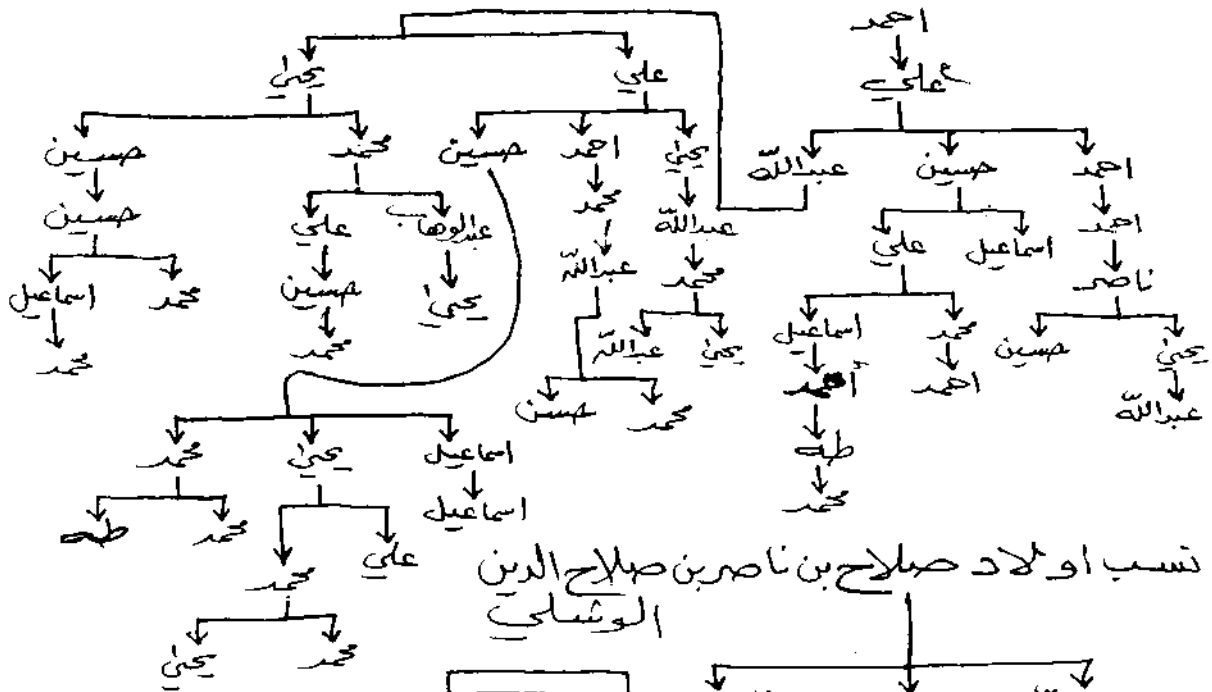 احمد
علي
احمد
حسين
عبدالله
احمد
ناصر
يحيى
حسين
عبدالله
اسماعيل
علي
محمد
اسماعيل
احمد
أحمد
طه
محمد
علي
يحيى
يحيى
احمد
حسين
عبدالله
محمد
يحيى
عبدالله
محمد
عبدالله
محمد
حسن
محمد
حسين
عبدالوهاب
علي
يحيى
حسين
محمد
حسين
محمد
اسماعيل
محمد
اسماعيل
يحيى
محمد
اسماعيل
علي
محمد
محمد
يحيى
محمد
طه
نسب اولاد صلاح بن ناصر بن صلاح الدين
الوشلي